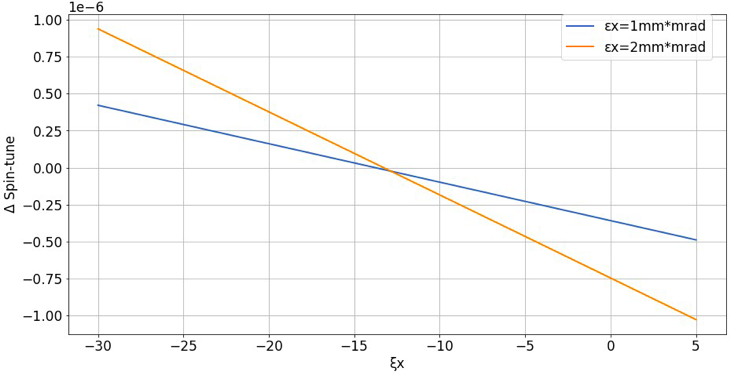 1e−6
εx=1mm*mrad
εx=2mm*mrad
1.00
0.75
0.50
0.25
0.00
−0.25
−0.50
−0.75
−1.00
Δ Spin-tune
−30 −25 −20 −15 −10 −5 0 5
ξx